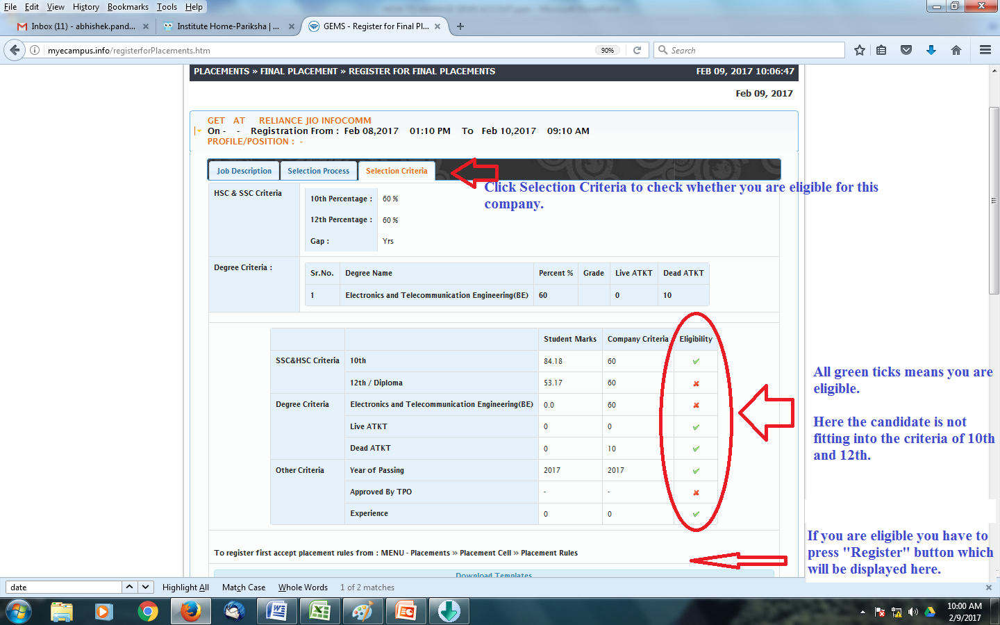 File Edit View History Bookmarks Tools Help
Inbox (11) - abhishek.pand...
Institute Home-Pariksha | ...
GEMS - Register for Final Pl...
myecampus.info/registerforPlacements.htm
90%
Search
PLACEMENTS » FINAL PLACEMENT » REGISTER FOR FINAL PLACEMENTS FEB 09, 2017 10:06:47
Feb 09, 2017
GET AT RELIANCE JIO INFOCOMM
On - - Registration From : Feb 08,2017 01:10 PM To Feb 10,2017 09:10 AM
PROFILE/POSITION : -
Job Description Selection Process Selection Criteria
Click Selection Criteria to check whether you are eligible for this
company.
HSC & SSC Criteria
10th Percentage : 60 %
12th Percentage : 60 %
Gap : Yrs
Degree Criteria :
Sr.No. Degree Name Percent % Grade Live ATKT Dead ATKT
1 Electronics and Telecommunication Engineering(BE) 60 0 10
Student Marks Company Criteria Eligibility
SSC&HSC Criteria 10th 84.18 60
12th / Diploma 53.17 60
Degree Criteria Electronics and Telecommunication Engineering(BE) 0.0 60
Live ATKT 0 0
Dead ATKT 0 10
Other Criteria Year of Passing 2017 2017
Approved By TPO - -
Experience 0 0
All green ticks means you are
eligible.
Here the candidate is not
fitting into the criteria of 10th
and 12th.
If you are eligible you have to
press "Register" button which
will be displayed here.
To register first accept placement rules from : MENU - Placements » Placement Cell » Placement Rules
Download Templates
date Highlight All Match Case Whole Words 1 of 2 matches
10:00 AM
2/9/2017